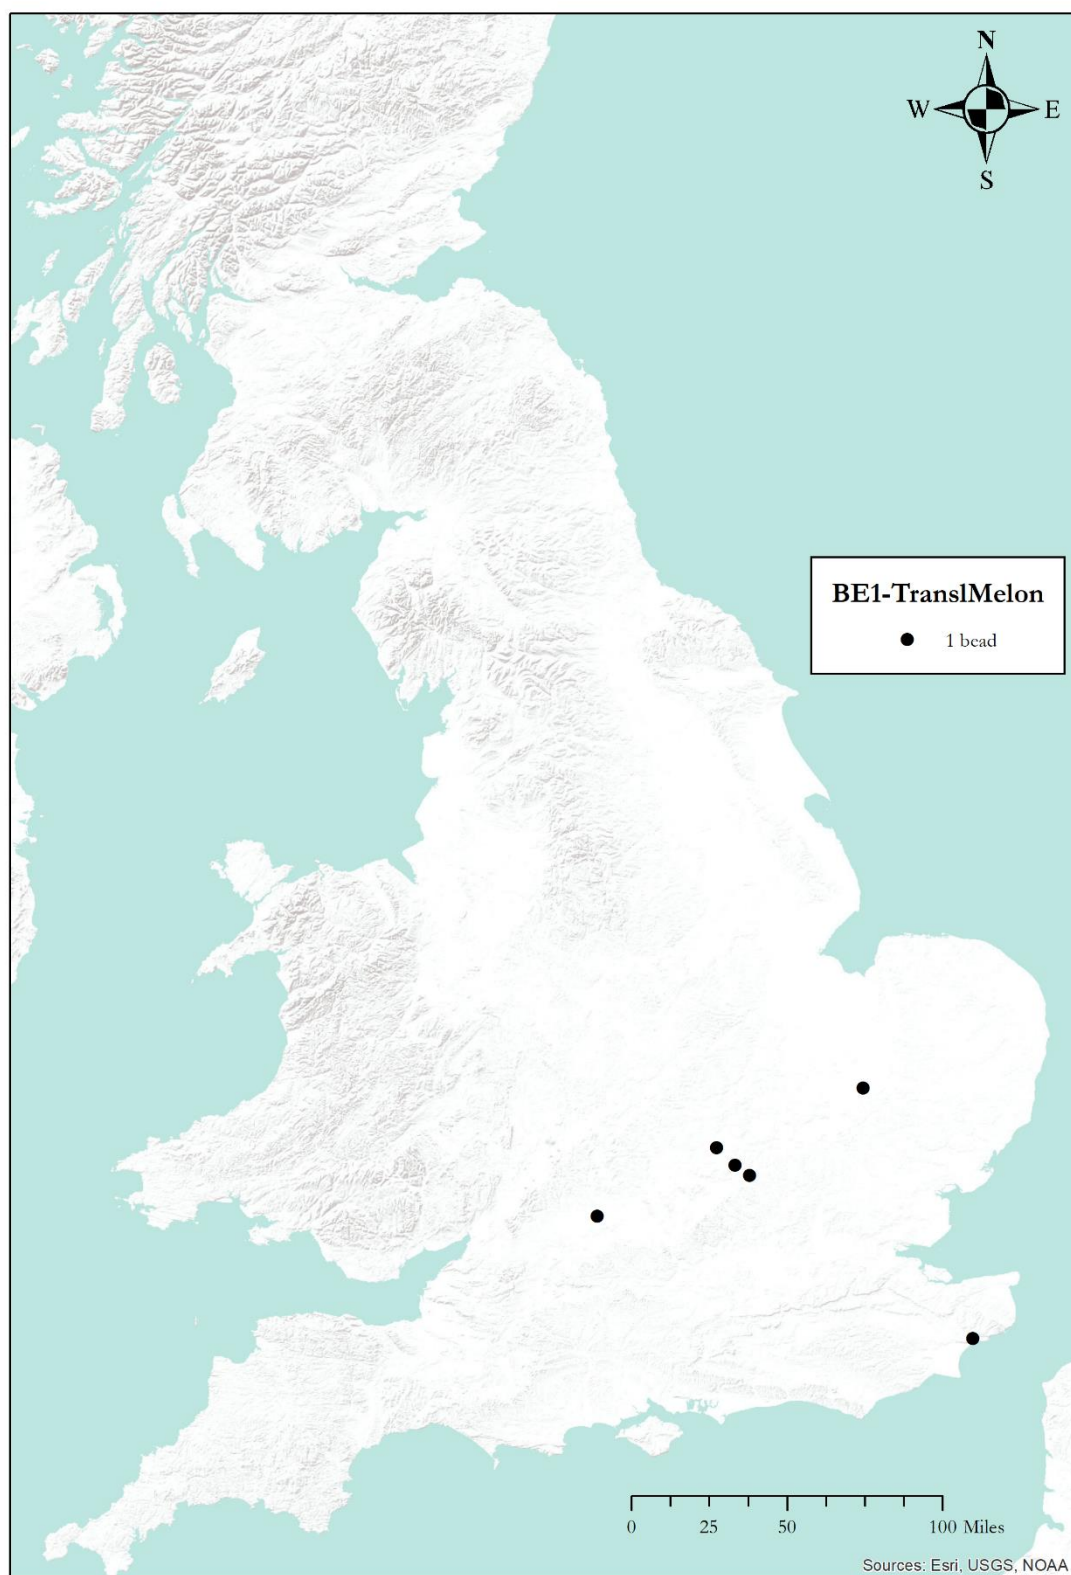 N
W E
S
BE1-TranslMelon
1 bead
0 25 50 100 Miles
Sources: Esri, USGS, NOAA